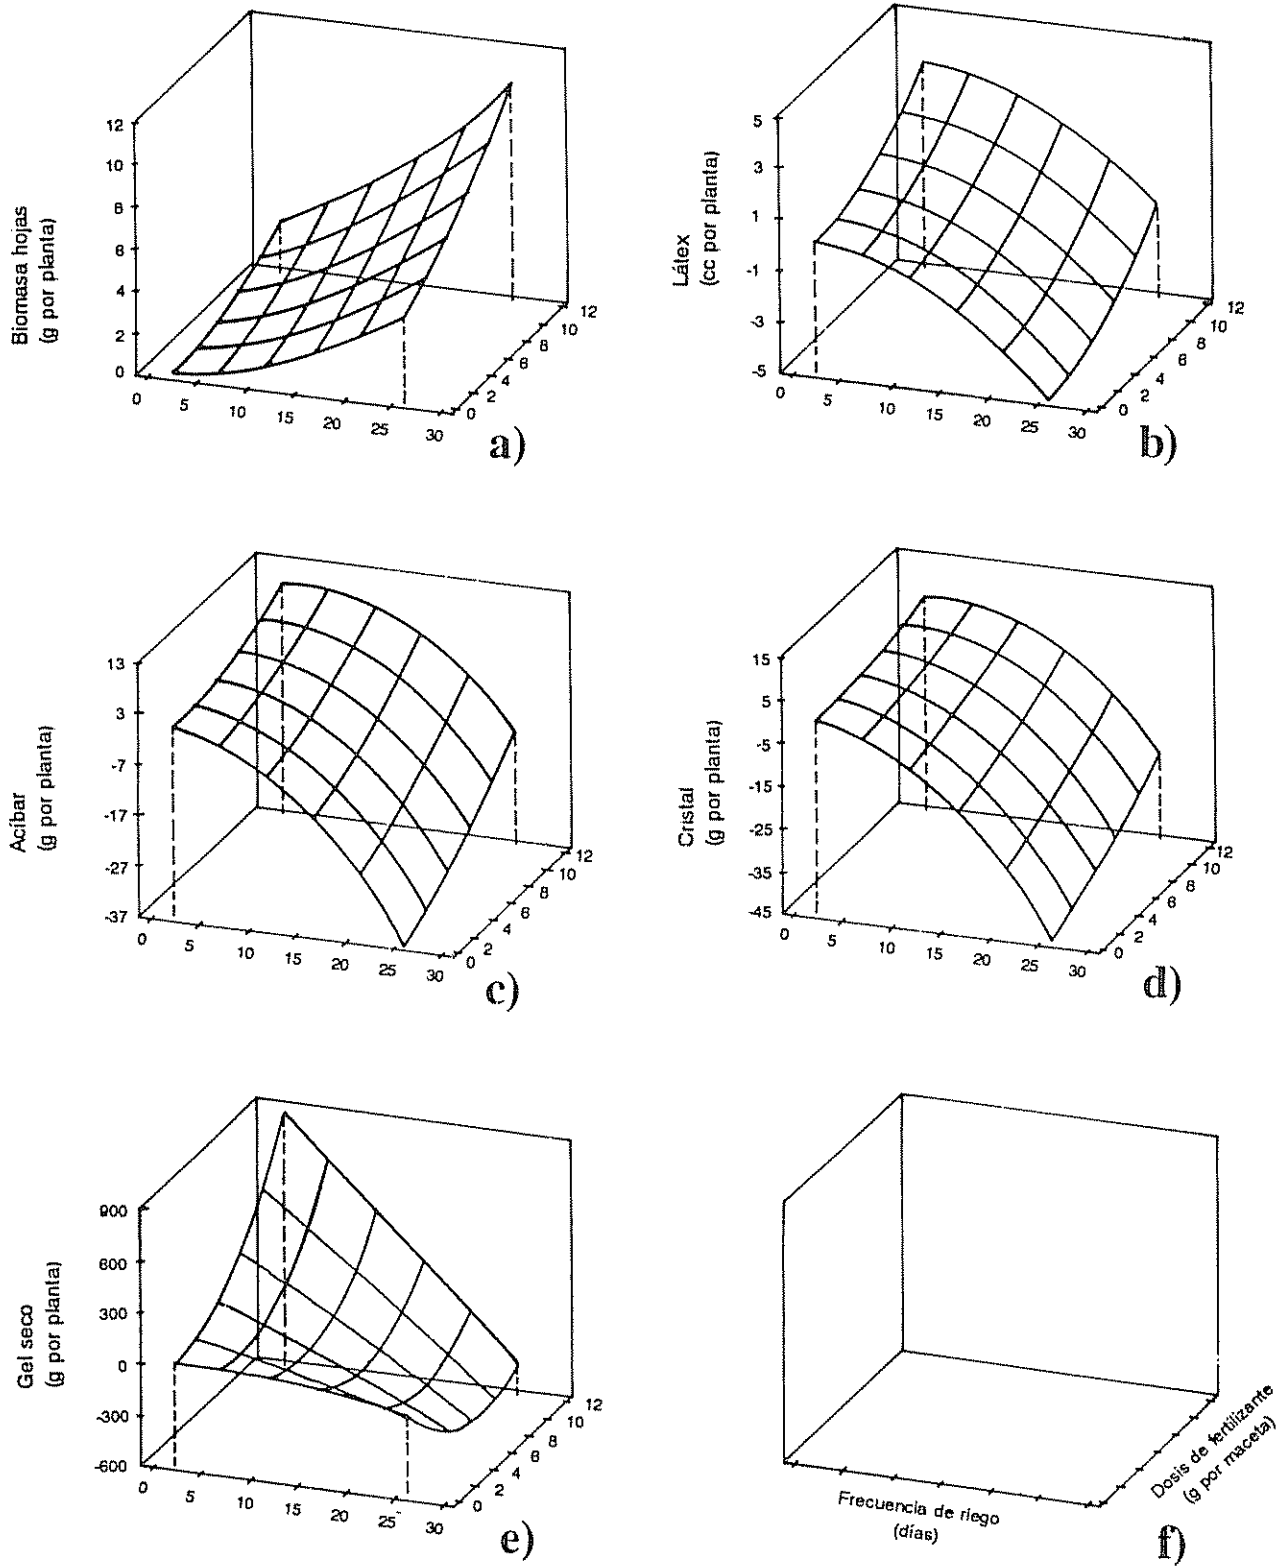 Biomasa hojas
(g por planta)
12
10
8
6
4
2
0
0 5 10 15 20 25 30
0 2 4 6 8 10 12
a)
Látex
(cc por planta)
5
3
1
-1
-3
-5
0 5 10 15 20 25 30
0 2 4 6 8 10 12
b)
Acíbar
(g por planta)
13
3
-7
-17
-27
-37
0 5 10 15 20 25 30
0 2 4 6 8 10 12
c)
Cristal
(g por planta)
15
5
-5
-15
-25
-35
-45
0 5 10 15 20 25 30
0 2 4 6 8 10 12
d)
Gel seco
(g por planta)
900
600
300
0
-300
-600
0 5 10 15 20 25 30
0 2 4 6 8 10 12
e)
Frecuencia de riego
(días)
Dosis de fertilizante
(g por maceta)
f)